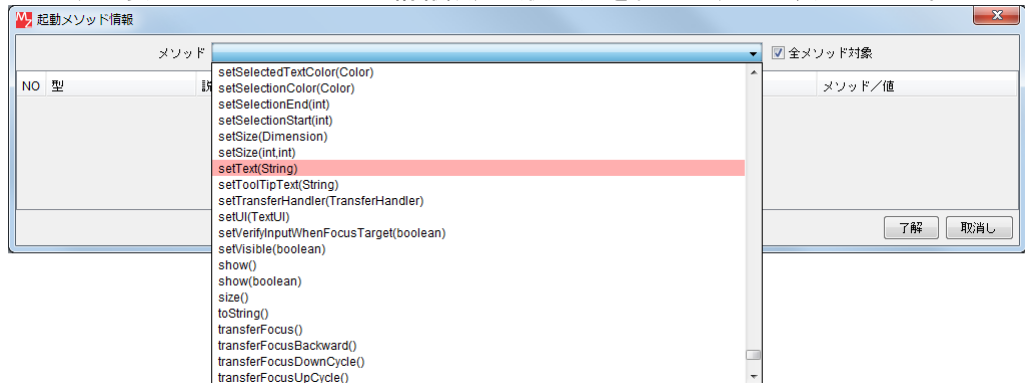 起動メソッド情報
メソッド
全メソッド対象
NO 型 メソッド／値
setSelectedTextColor(Color)
setSelectionColor(Color)
setSelectionEnd(int)
setSelectionStart(int)
setSize(Dimension)
setSize(int,int)
setText(String)
setToolTipText(String)
setTransferHandler(TransferHandler)
setUI(TextUI)
setVerifyInputWhenFocusTarget(boolean)
setVisible(boolean)
show()
show(boolean)
size()
toString()
transferFocus()
transferFocusBackward()
transferFocusDownCycle()
transferFocusUpCycle()
了解 取消し